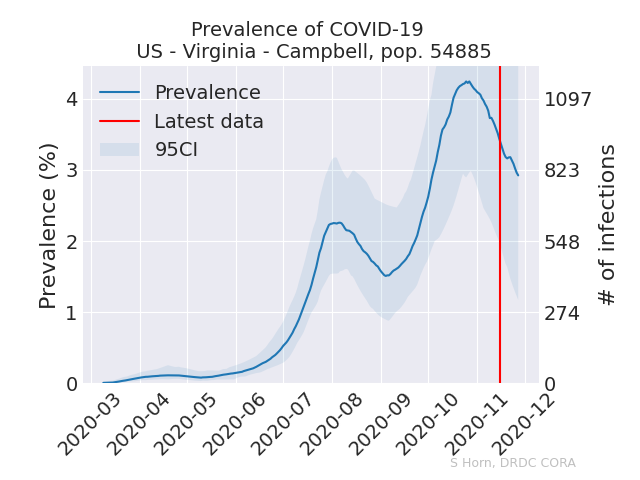 Prevalence of COVID-19
US - Virginia - Campbell, pop. 54885
Prevalence
Latest data
95CI
Prevalence (%)
4
3
2
1
0
1097
823
548
274
0
# of infections
2020-03
2020-04
2020-05
2020-06
2020-07
2020-08
2020-09
2020-10
2020-11
2020-12
S Horn, DRDC CORA